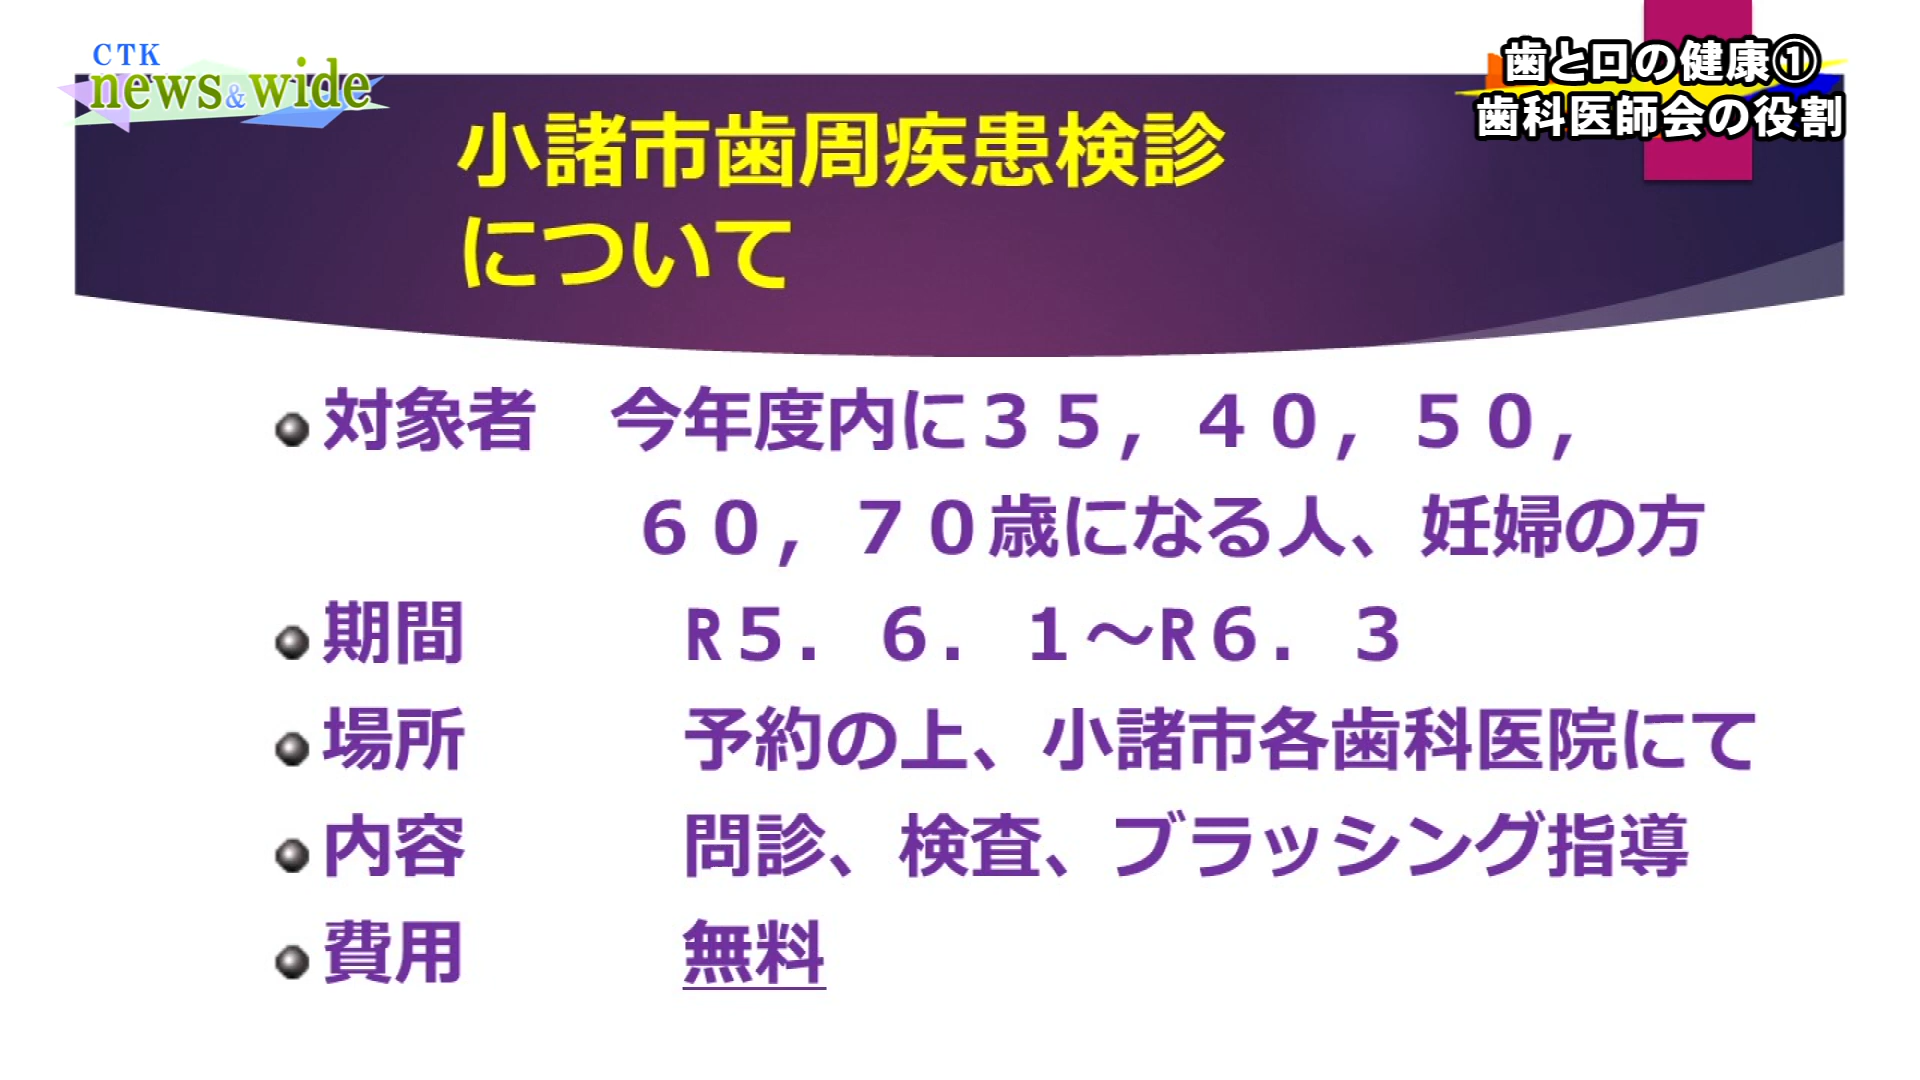 CTK
news&wide
歯と口の健康①
歯科医師会の役割
小諸市歯周疾患検診
について
対象者　今年度内に３５，４０，５０，
６０，７０歳になる人、妊婦の方
期間　R５．６．１～R６．３
場所　予約の上、小諸市各歯科医院にて
内容　問診、検査、ブラッシング指導
費用　無料